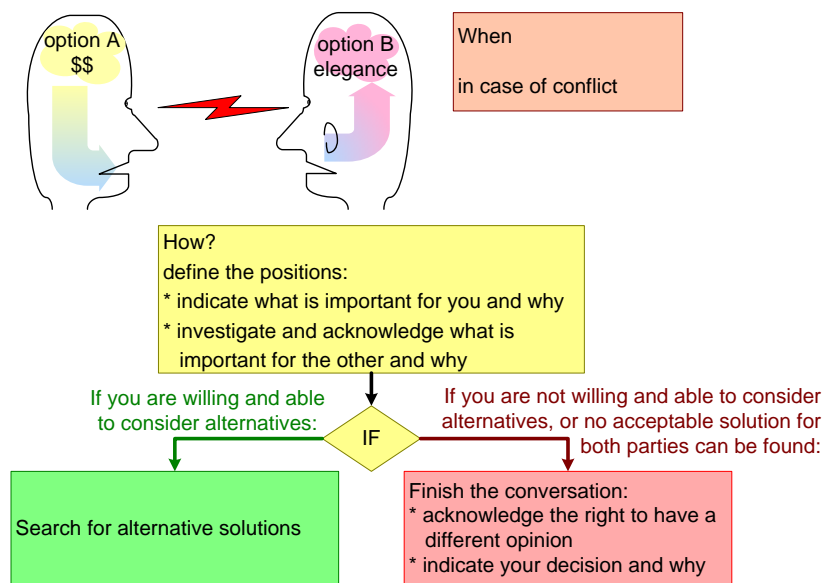 option A
$$
option B
elegance
When
in case of conflict
How?
define the positions:
* indicate what is important for you and why
* investigate and acknowledge what is
important for the other and why
If you are willing and able
to consider alternatives:
IF
If you are not willing and able to consider
alternatives, or no acceptable solution for
both parties can be found:
Search for alternative solutions
Finish the conversation:
* acknowledge the right to have a
different opinion
* indicate your decision and why